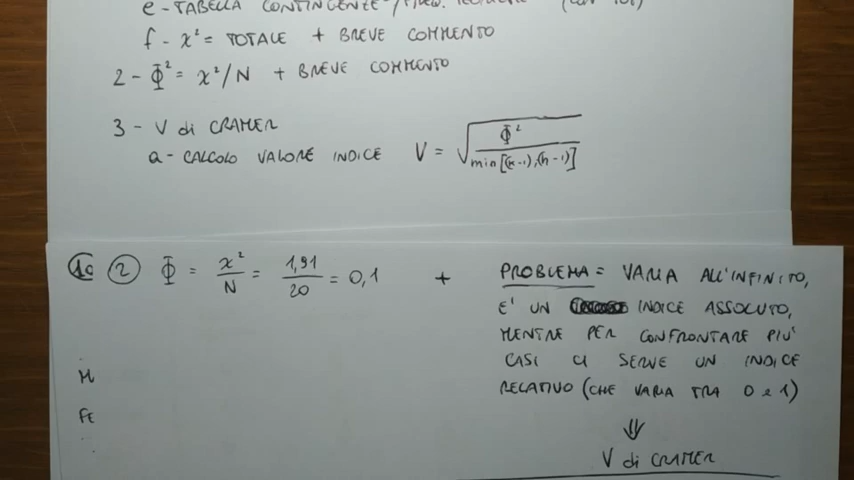 e - TABELLA CONTINGENZE /
f - χ² = TOTALE + BREVE COMMENTO
2 - Φ² = χ²/N + BREVE COMMENTO
3 - V di CRAMER
a - CALCOLO VALORE INDICE V = √(Φ² / min[(k-1),(h-1)])
② Φ = χ²/N = 1,91/20 = 0,1 +
PROBLEMA = VARIA ALL'INFINITO,
E' UN INDICE ASSOLUTO,
MENTRE PER CONFRONTARE PIU'
CASI CI SERVE UN INDICE
RELATIVO (CHE VARIA TRA 0 e 1)
⇓
V di CRAMER
M
FE